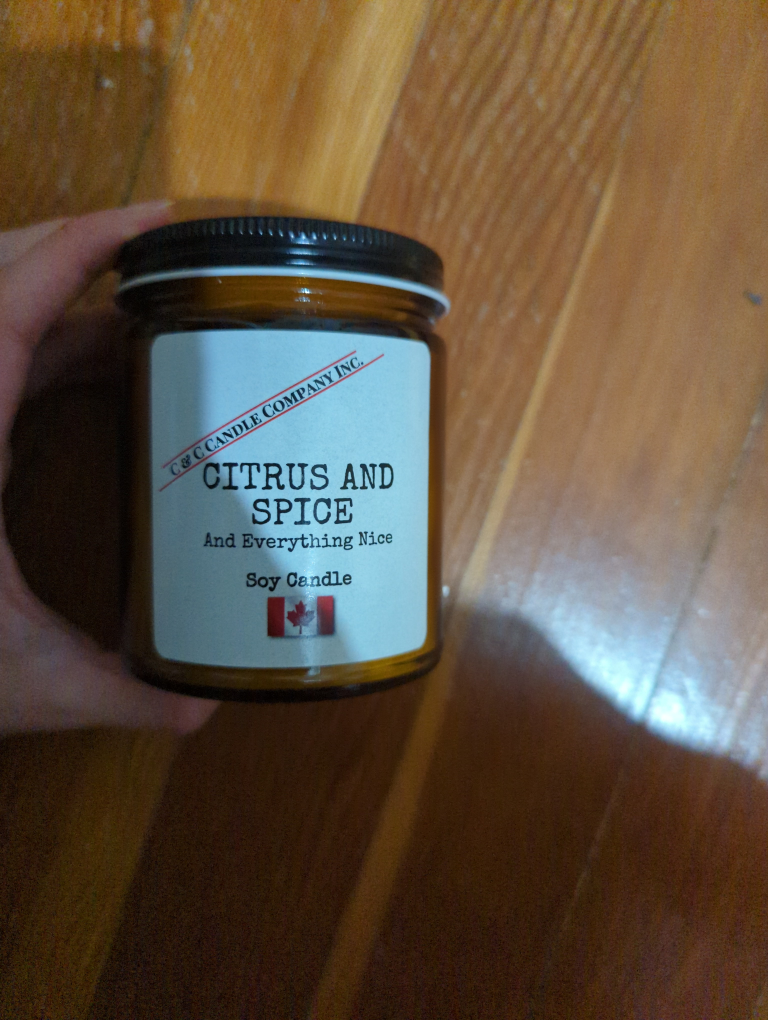 C & C CANDLE COMPANY INC.
CITRUS AND
SPICE
And Everything Nice
Soy Candle